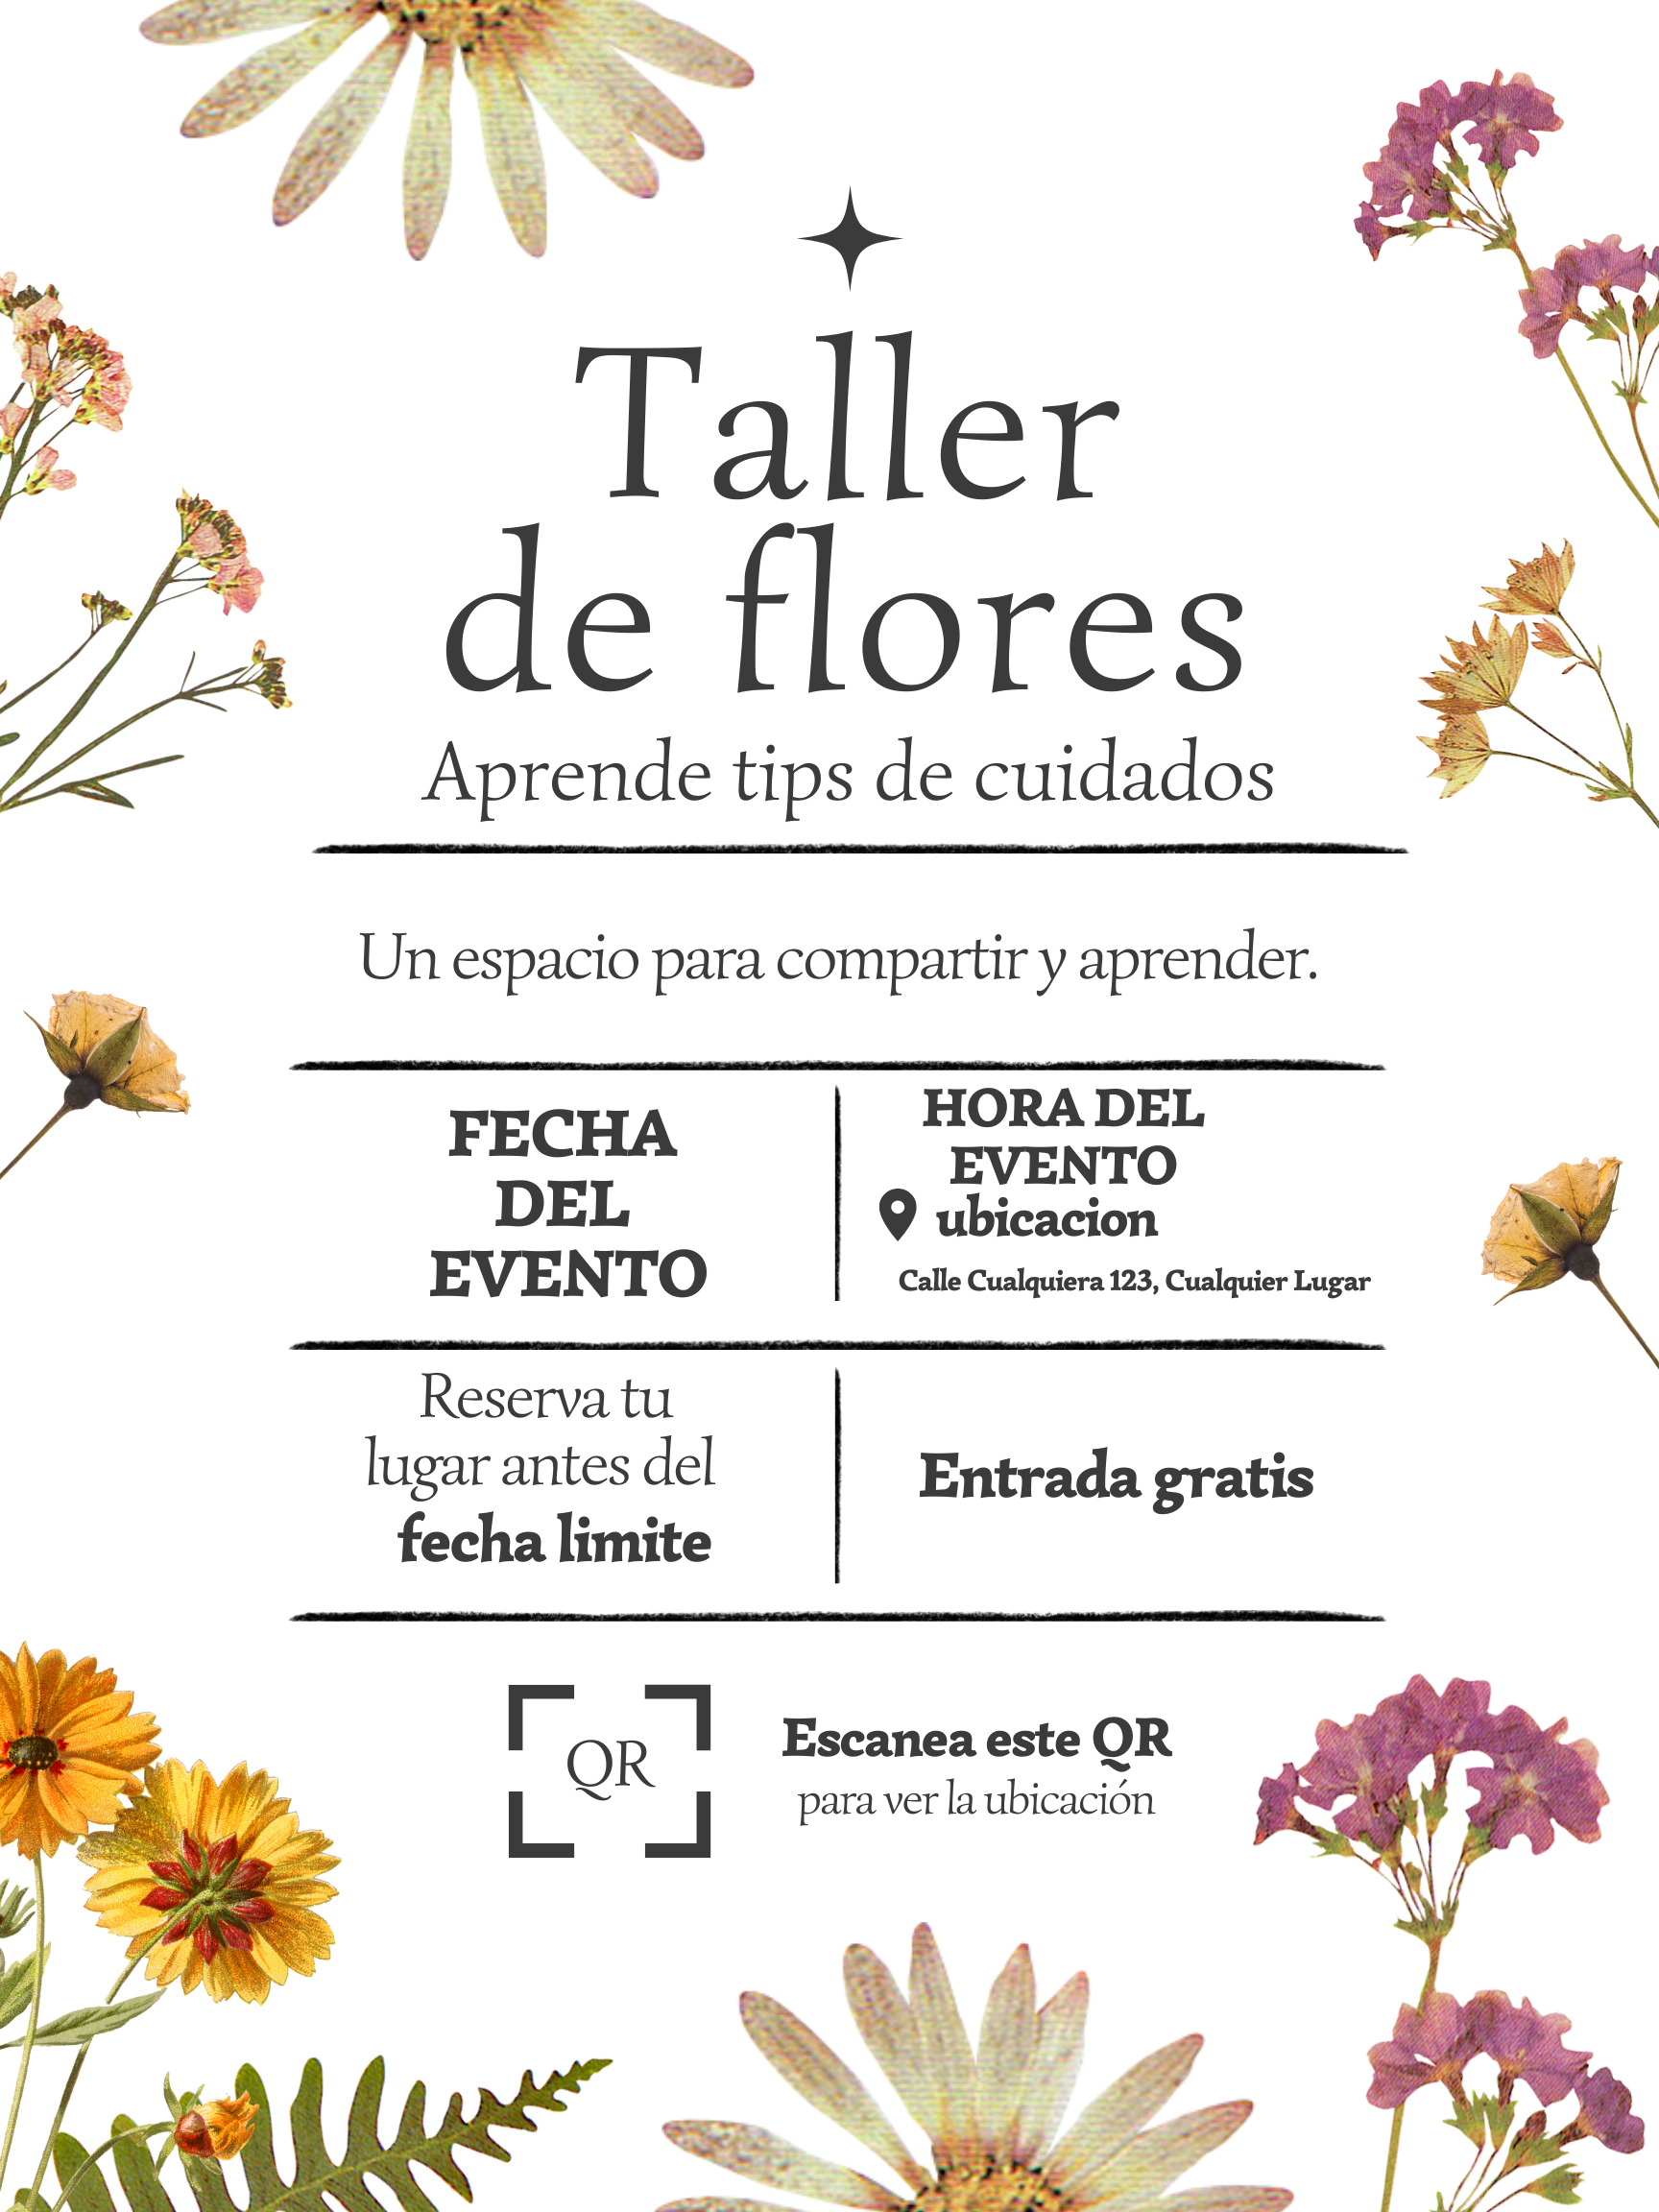 Taller
de flores
Aprende tips de cuidados
Un espacio para compartir y aprender.
FECHA
DEL
EVENTO
HORA DEL
EVENTO
ubicacion
Calle Cualquiera 123, Cualquier Lugar
Reserva tu
lugar antes del
fecha limite
Entrada gratis
QR
Escanea este QR
para ver la ubicación